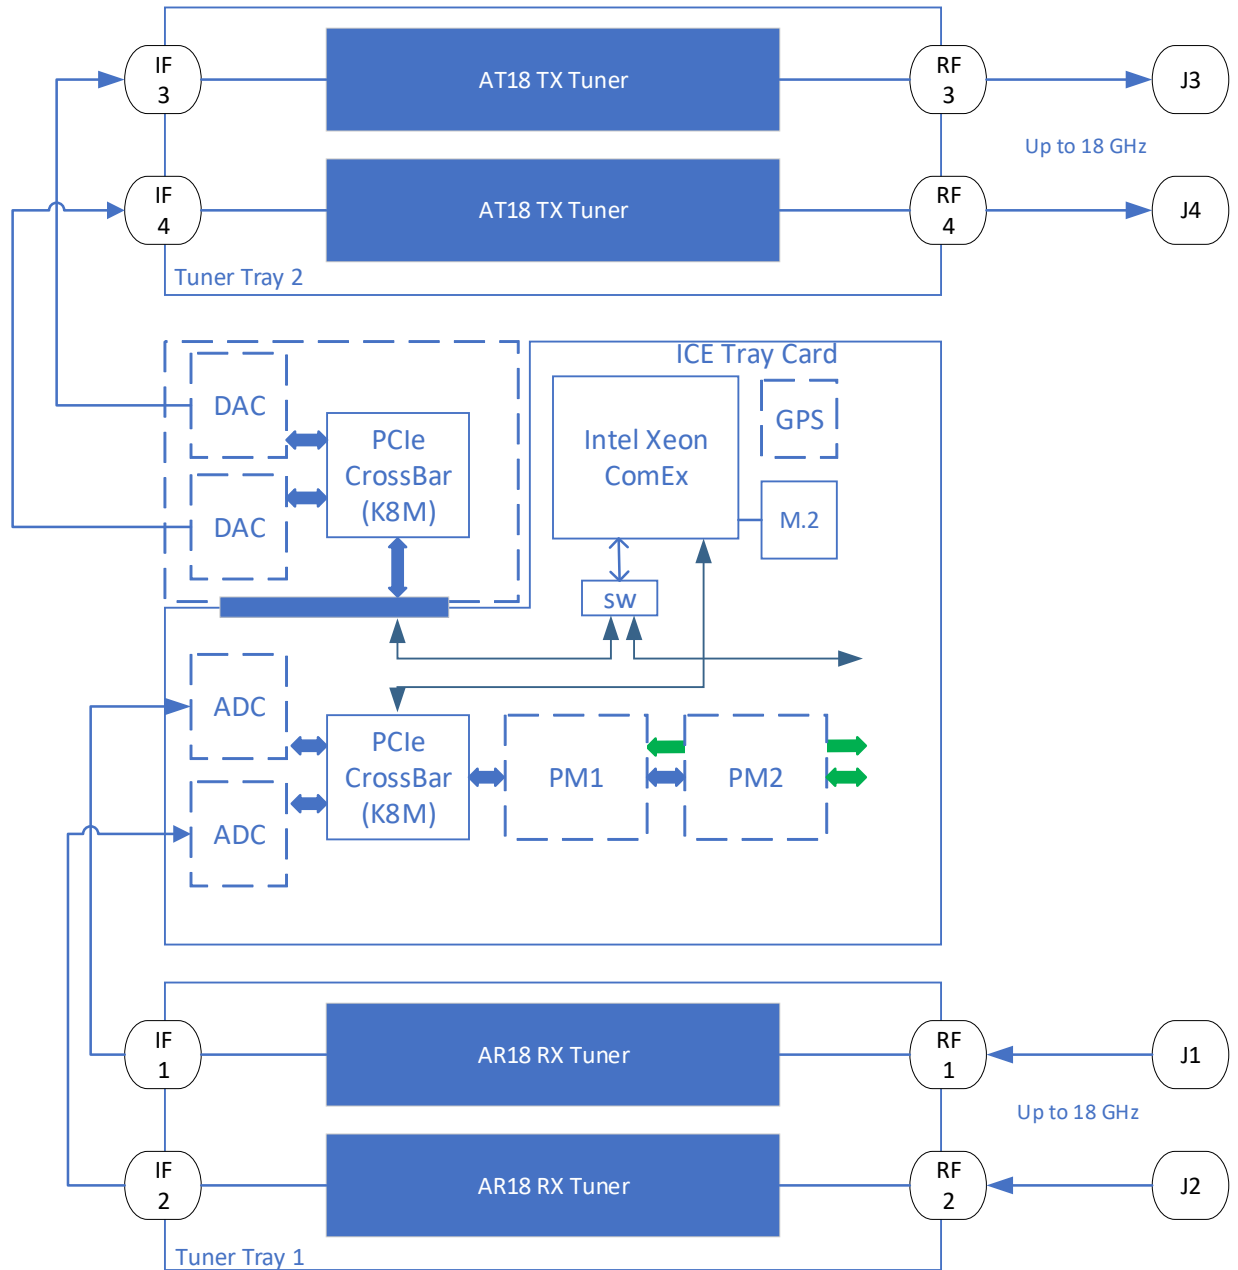 IF
3
AT18 TX Tuner
RF
3
J3
Up to 18 GHz
IF
4
AT18 TX Tuner
RF
4
J4
Tuner Tray 2
ICE Tray Card
DAC
PCIe
CrossBar
(K8M)
DAC
Intel Xeon
ComEx
GPS
M.2
sw
ADC
ADC
PCIe
CrossBar
(K8M)
PM1
PM2
IF
1
AR18 RX Tuner
RF
1
J1
Up to 18 GHz
IF
2
AR18 RX Tuner
RF
2
J2
Tuner Tray 1